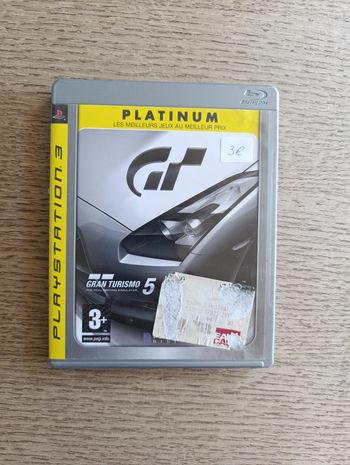 Blu-ray Disc
PLATINUM
LES MEILLEURS JEUX AU MEILLEUR PRIX
PLAYSTATION 3
3€
GT
GRAN TURISMO 5
THE REAL DRIVING SIMULATOR
3+
www.pegi.info